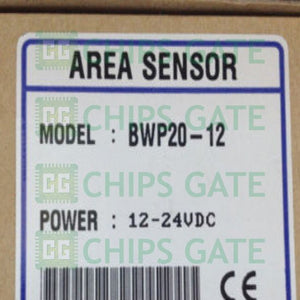 AREA SENSOR
CHIPS GATE
MODEL : BWP20-12
CHIPS GATE
POWER : 12-24VDC
CHIPS GATE
CE